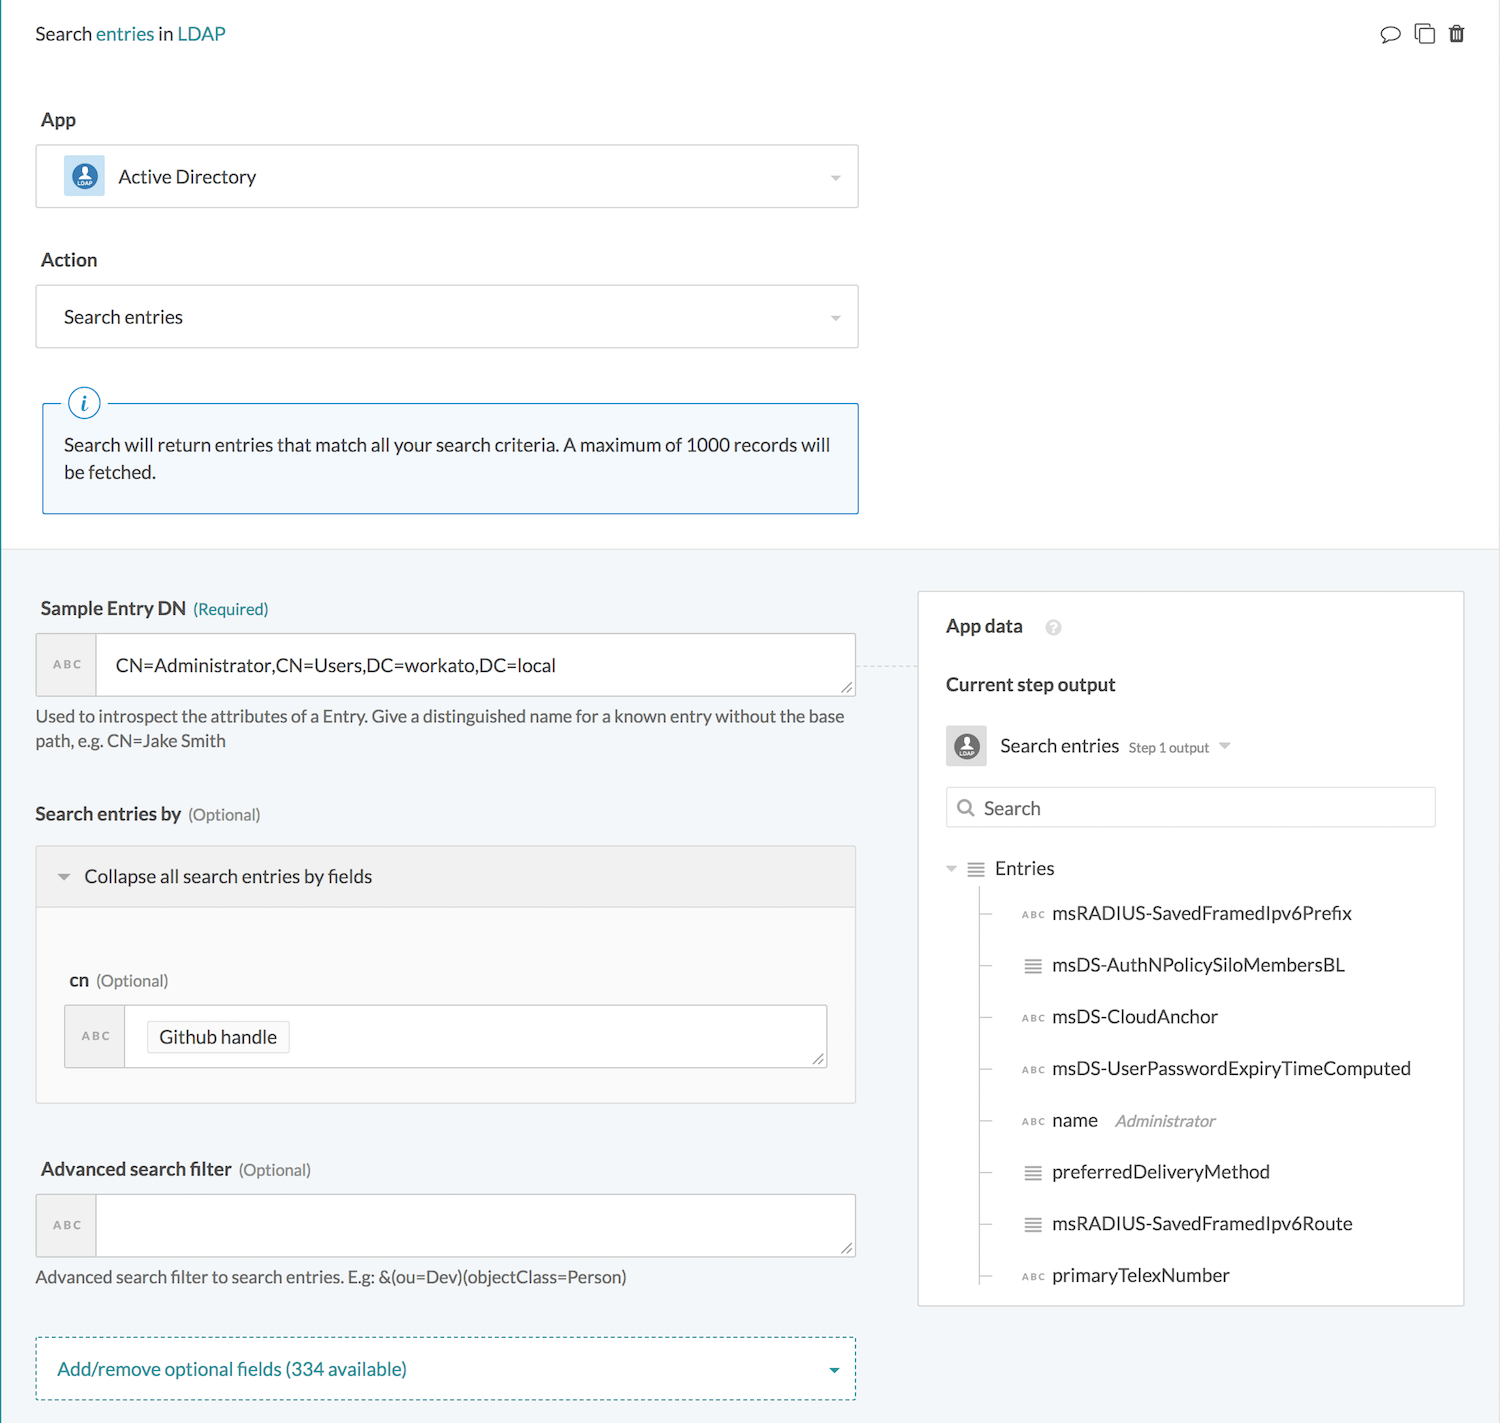 Search entries in LDAP
App
LDAP
Active Directory
Action
Search entries
i
Search will return entries that match all your search criteria. A maximum of 1000 records will
be fetched.
Sample Entry DN (Required)
ABC
CN=Administrator,CN=Users,DC=workato,DC=local
Used to introspect the attributes of a Entry. Give a distinguished name for a known entry without the base
path, e.g. CN=Jake Smith
Search entries by (Optional)
Collapse all search entries by fields
cn (Optional)
ABC
Github handle
Advanced search filter (Optional)
ABC
Advanced search filter to search entries. E.g: &(ou=Dev)(objectClass=Person)
Add/remove optional fields (334 available)
App data ?
Current step output
LDAP
Search entries Step 1 output
Search
Entries
ABC msRADIUS-SavedFramedIpv6Prefix
msDS-AuthNPolicySiloMembersBL
ABC msDS-CloudAnchor
ABC msDS-UserPasswordExpiryTimeComputed
ABC name Administrator
preferredDeliveryMethod
msRADIUS-SavedFramedIpv6Route
ABC primaryTelexNumber